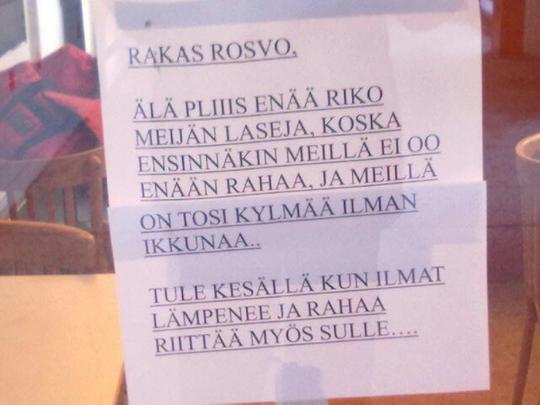 RAKAS ROSVO,
ÄLÄ PLIIIS ENÄÄ RIKO
MEIJÄN LASEJA, KOSKA
ENSINNÄKIN MEILLÄ EI OO
ENÄÄN RAHAA, JA MEILLÄ
ON TOSI KYLMÄÄ ILMAN
IKKUNAA..
TULE KESÄLLÄ KUN ILMAT
LÄMPENEE JA RAHAA
RIITTÄÄ MYÖS SULLE....